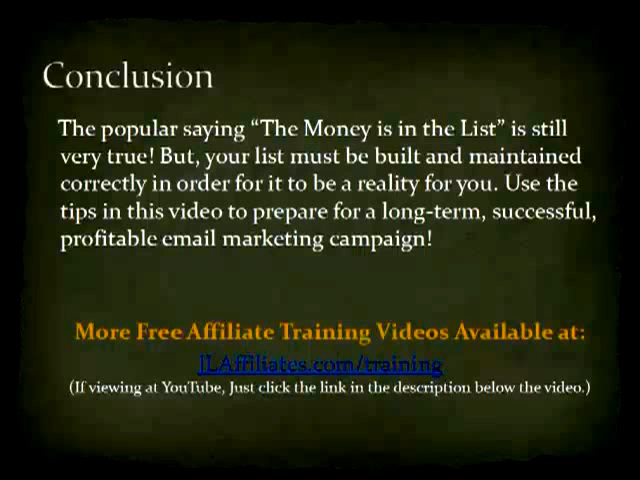 Conclusion
The popular saying “The Money is in the List” is still
very true! But, your list must be built and maintained
correctly in order for it to be a reality for you. Use the
tips in this video to prepare for a long-term, successful,
profitable email marketing campaign!
More Free Affiliate Training Videos Available at:
JLAffiliates.com/training
(If viewing at YouTube, Just click the link in the description below the video.)